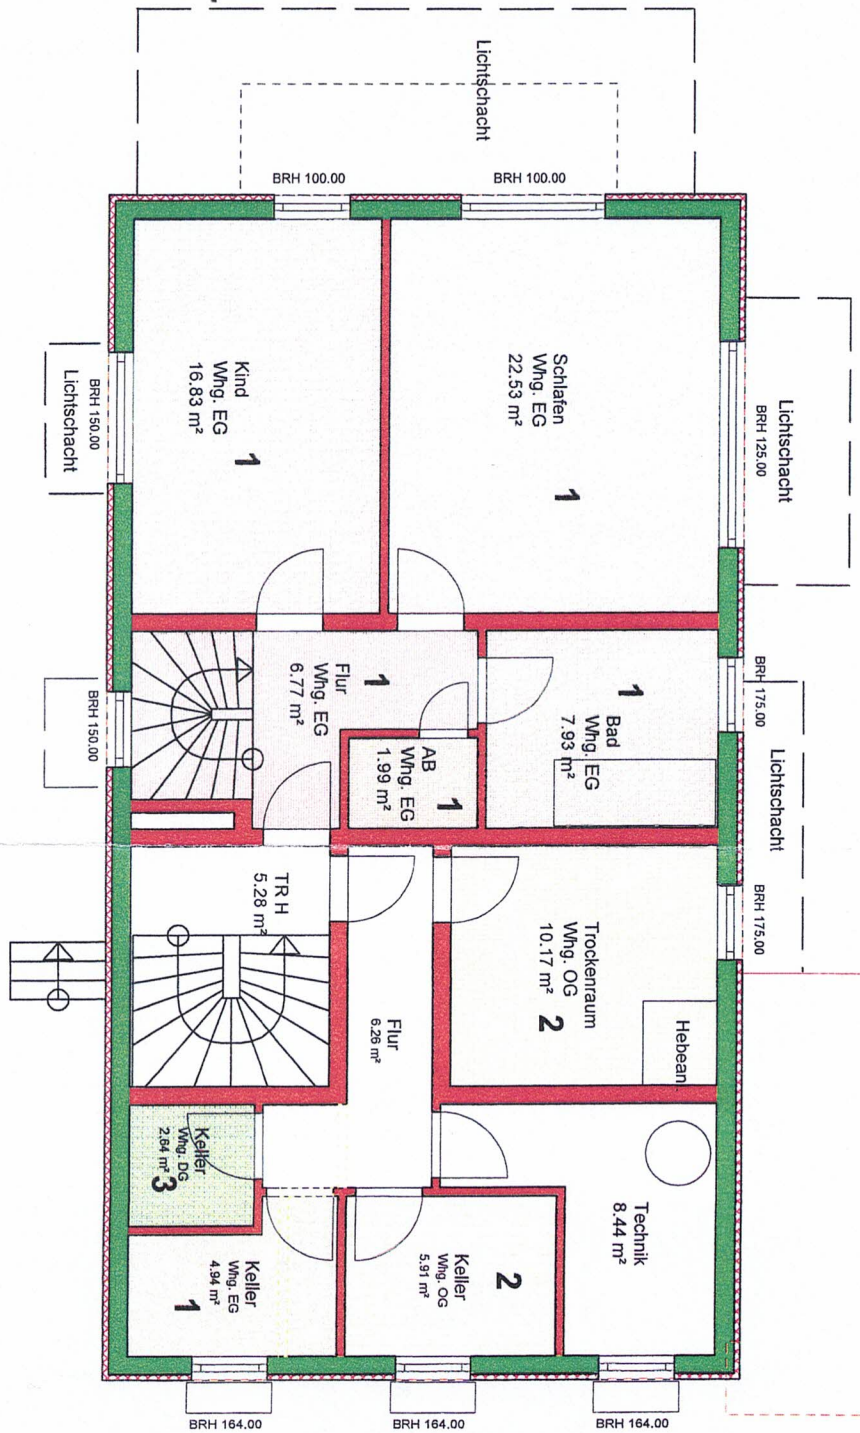 Lichtschacht
BRH 100.00
BRH 100.00
Lichtschacht
BRH 125.00
Schlafen
Whg. EG
22.53 m²
1
Kind
Whg. EG
16.83 m²
1
BRH 150.00
Lichtschacht
BRH 175.00
Lichtschacht
BRH 175.00
1
Bad
Whg. EG
7.93 m²
1
Flur
Whg. EG
6.77 m²
AB
Whg. EG
1.99 m²
1
BRH 150.00
TR H
5.28 m²
Trockenraum
Whg. OG
10.17 m²
2
Hebean.
Flur
6.26 m²
Technik
8.44 m²
Keller
Whg. DG
2.64 m²
3
Keller
Whg. EG
4.94 m²
1
Keller
Whg. OG
5.91 m²
2
BRH 164.00
BRH 164.00
BRH 164.00